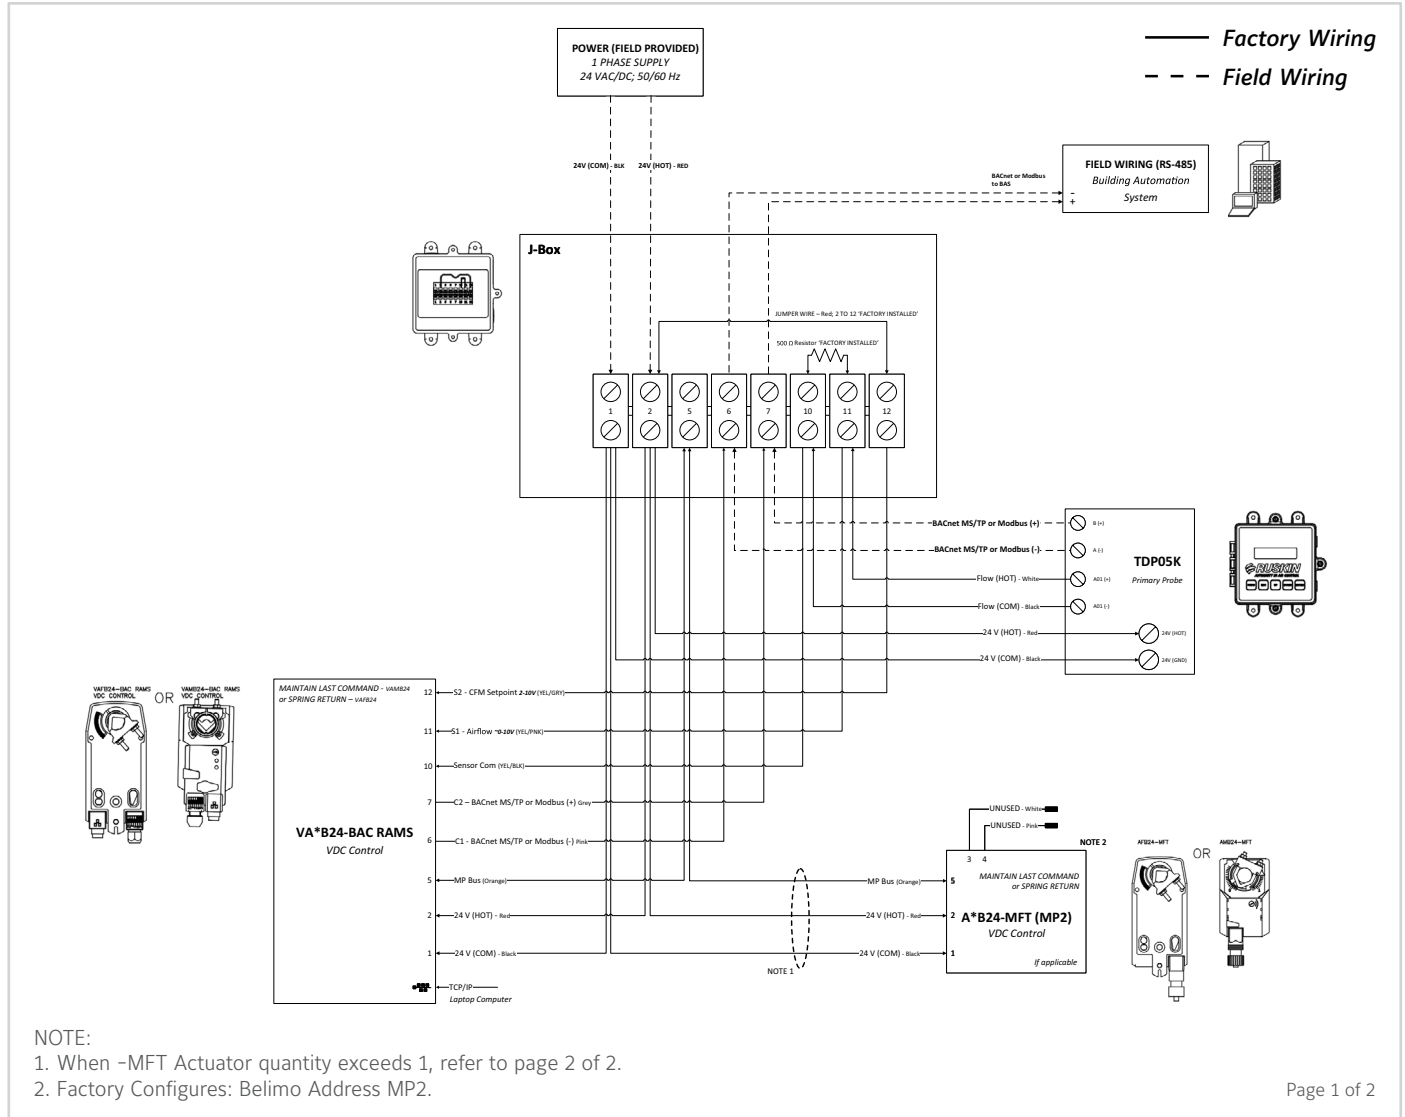 Factory Wiring
Field Wiring
POWER (FIELD PROVIDED)
1 PHASE SUPPLY
24 VAC/DC; 50/60 Hz
24V (COM) - BLK
24V (HOT) - RED
FIELD WIRING (RS-485)
Building Automation
System
-
+
BACnet or Modbus
to BAS
J-Box
JUMPER WIRE – Red; 2 TO 12 'FACTORY INSTALLED'
500 Ω Resistor 'FACTORY INSTALLED'
1 2 5 6 7 10 11 12
BACnet MS/TP or Modbus (+)
B (+)
BACnet MS/TP or Modbus (-)
A (-)
TDP05K
Primary Probe
Flow (HOT) - White
A01 (+)
Flow (COM) - Black
A01 (-)
24 V (HOT) - Red
24V (HOT)
24 V (COM) - Black
24V (GND)
RUSKIN
VAFB24-BAC RAMS
VDC CONTROL
OR
VAMB24-BAC RAMS
VDC CONTROL
MAINTAIN LAST COMMAND - VAMB24
or SPRING RETURN – VAFB24
12 S2 - CFM Setpoint 2-10V (YEL/GRY)
11 S1 - Airflow ~0-10V (YEL/PNK)
10 Sensor Com (YEL/BLK)
7 C2 – BACnet MS/TP or Modbus (+) Grey
VA*B24-BAC RAMS
VDC Control
6 C1 - BACnet MS/TP or Modbus (-) Pink
5 MP Bus (Orange)
2 24 V (HOT) - Red
1 24 V (COM) - Black
TCP/IP
Laptop Computer
UNUSED - White
UNUSED - Pink
NOTE 2
3 4
MAINTAIN LAST COMMAND
or SPRING RETURN
MP Bus (Orange) 5
24 V (HOT) - Red 2
A*B24-MFT (MP2)
VDC Control
24 V (COM) - Black 1
If applicable
NOTE 1
AFB24-MFT
OR
AMB24-MFT
NOTE:
1. When -MFT Actuator quantity exceeds 1, refer to page 2 of 2.
2. Factory Configures: Belimo Address MP2.
Page 1 of 2